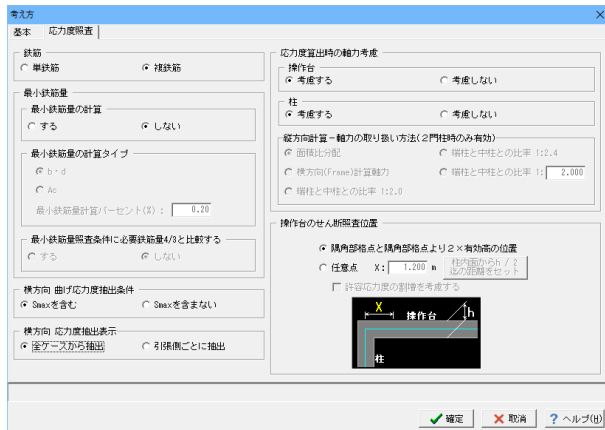 考え方
基本 応力度照査
鉄筋
単鉄筋 複鉄筋
最小鉄筋量
最小鉄筋量の計算
する しない
最小鉄筋量の計算タイプ
b・d
Ac
最小鉄筋量計算パーセント(%) : 0.20
最小鉄筋量照査条件に必要鉄筋量4/3と比較する
する しない
横方向 曲げ応力度抽出条件
Smaxを含む Smaxを含まない
横方向 応力度抽出表示
全ケースから抽出 引張側ごとに抽出
応力度算出時の軸力考慮
操作台
考慮する 考慮しない
柱
考慮する 考慮しない
縦方向計算-軸力の取り扱い方法(2門柱時のみ有効)
面積比分配 端柱と中柱との比率 1:2.4
横方向(Frame)計算軸力 端柱と中柱との比率 1: 2.000
端柱と中柱との比率 1:2.0
操作台のせん断照査位置
隅角部格点と隅角部格点より2×有効高の位置
任意点 X: 1.200 m 柱内面からh / 2
迄の距離をセット
許容応力度の割増を考慮する
X 操作台 h
柱
確定 取消 ? ヘルプ(H)